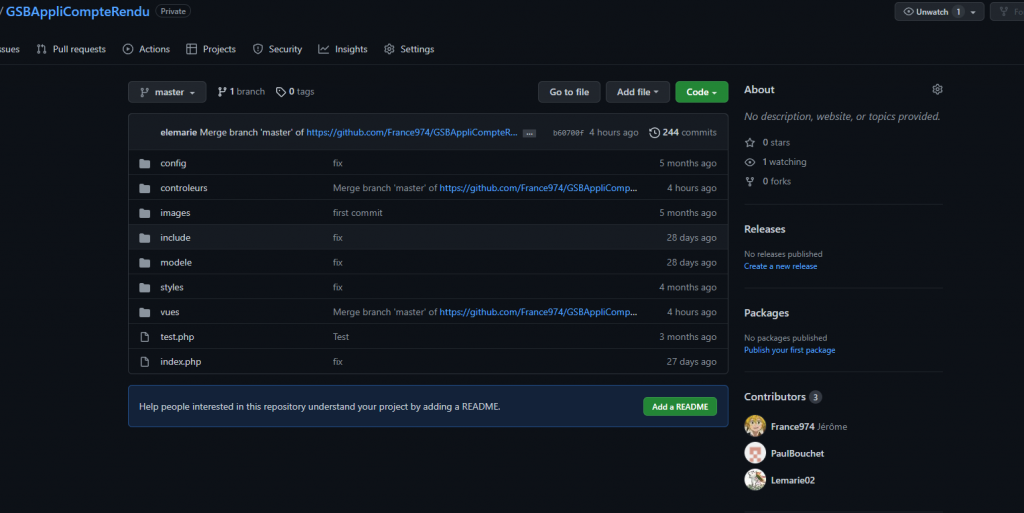 / GSBAppliCompteRendu Private Unwatch 1
ssues Pull requests Actions Projects Security Insights Settings
master 1 branch 0 tags Go to file Add file Code
elemarie Merge branch 'master' of https://github.com/France974/GSBAppliCompteR... ... b60700f 4 hours ago 244 commits
config fix 5 months ago
controleurs Merge branch 'master' of https://github.com/France974/GSBAppliComp... 4 hours ago
images first commit 5 months ago
include fix 28 days ago
modele fix 28 days ago
styles fix 4 months ago
vues Merge branch 'master' of https://github.com/France974/GSBAppliComp... 4 hours ago
test.php Test 3 months ago
index.php fix 27 days ago
Help people interested in this repository understand your project by adding a README. Add a README
About
No description, website, or topics provided.
0 stars
1 watching
0 forks
Releases
No releases published
Create a new release
Packages
No packages published
Publish your first package
Contributors 3
France974 Jérôme
PaulBouchet
Lemarie02